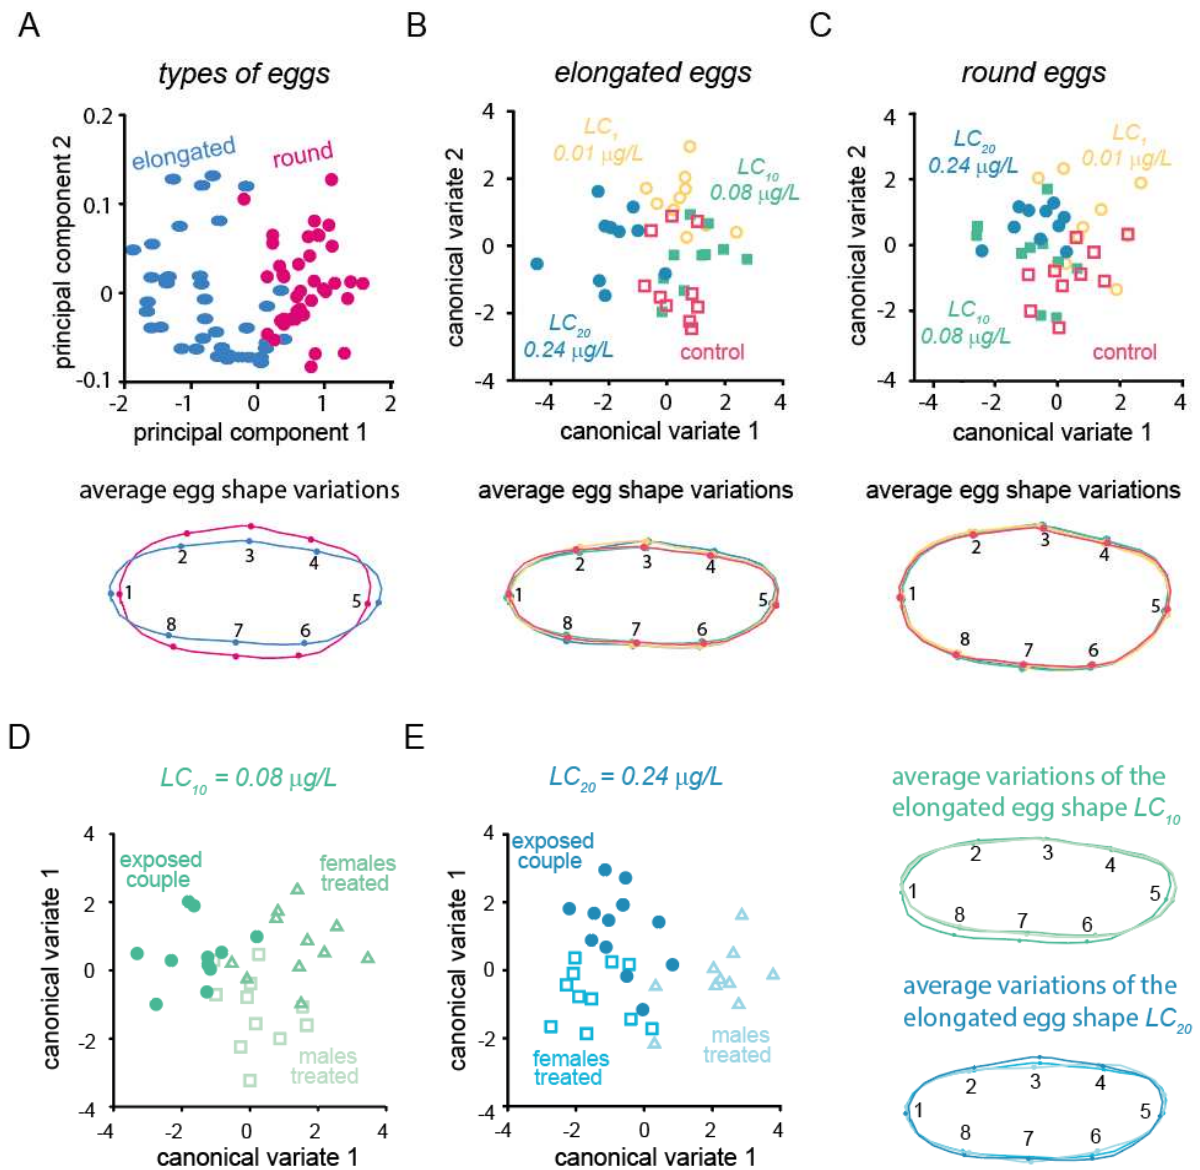 A
B
C
types of eggs
elongated eggs
round eggs
principal component 2
0.2
0.1
0
-0.1
elongated
round
-2
-1
0
1
2
principal component 1
canonical variate 2
4
2
0
-2
-4
LC1
0.01 µg/L
LC10
0.08 µg/L
LC20
0.24 µg/L
control
-4
-2
0
2
4
canonical variate 1
canonical variate 2
4
2
0
-2
-4
LC20
0.24 µg/L
LC1
0.01 µg/L
LC10
0.08 µg/L
control
-4
-2
0
2
4
canonical variate 1
average egg shape variations
1
2
3
4
5
6
7
8
average egg shape variations
1
2
3
4
5
6
7
8
average egg shape variations
1
2
3
4
5
6
7
8
D
LC10 = 0.08 µg/L
canonical variate 1
4
2
0
-2
-4
exposed
couple
females
treated
males
treated
-4
-2
0
2
4
canonical variate 1
E
LC20 = 0.24 µg/L
canonical variate 1
4
2
0
-2
-4
exposed
couple
females
treated
males
treated
-4
-2
0
2
4
canonical variate 1
average variations of the
elongated egg shape LC10
1
2
3
4
5
6
7
8
average variations of the
elongated egg shape LC20
1
2
3
4
5
6
7
8